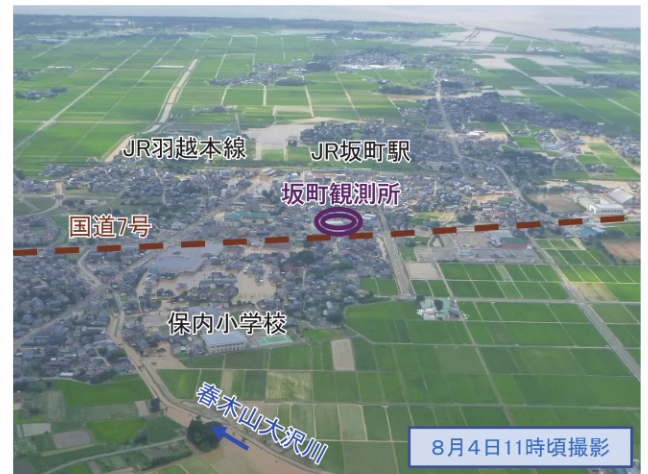 JR羽越本線
JR坂町駅
坂町観測所
国道7号
保内小学校
春木山大沢川
8月4日11時頃撮影